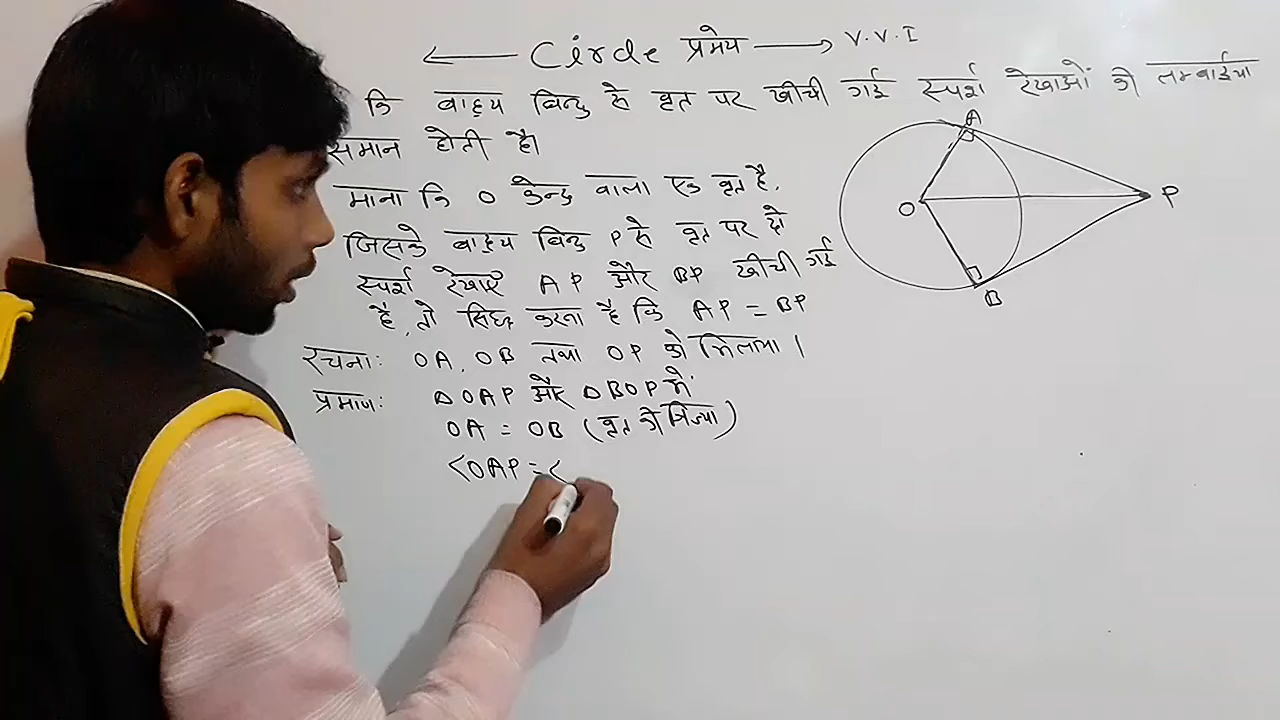 ← Circle प्रमेय → V.V.I
कि बाह्य बिन्दु से वृत पर खीची गई स्पर्श रेखाओं की लम्बाईया
समान होती है।
माना कि O केन्द्र वाला एक वृत है,
जिसके बाह्य बिन्दु P से वृत पर दो
स्पर्श रेखाएँ AP और BP खीची गई
है, तो सिद्ध करना है कि AP = BP
रचना: OA, OB तथा OP को मिलाया।
प्रमाण: ΔOAP और ΔBOP में
OA = OB (वृत की त्रिज्या)
<OAP = <
A
O
P
B